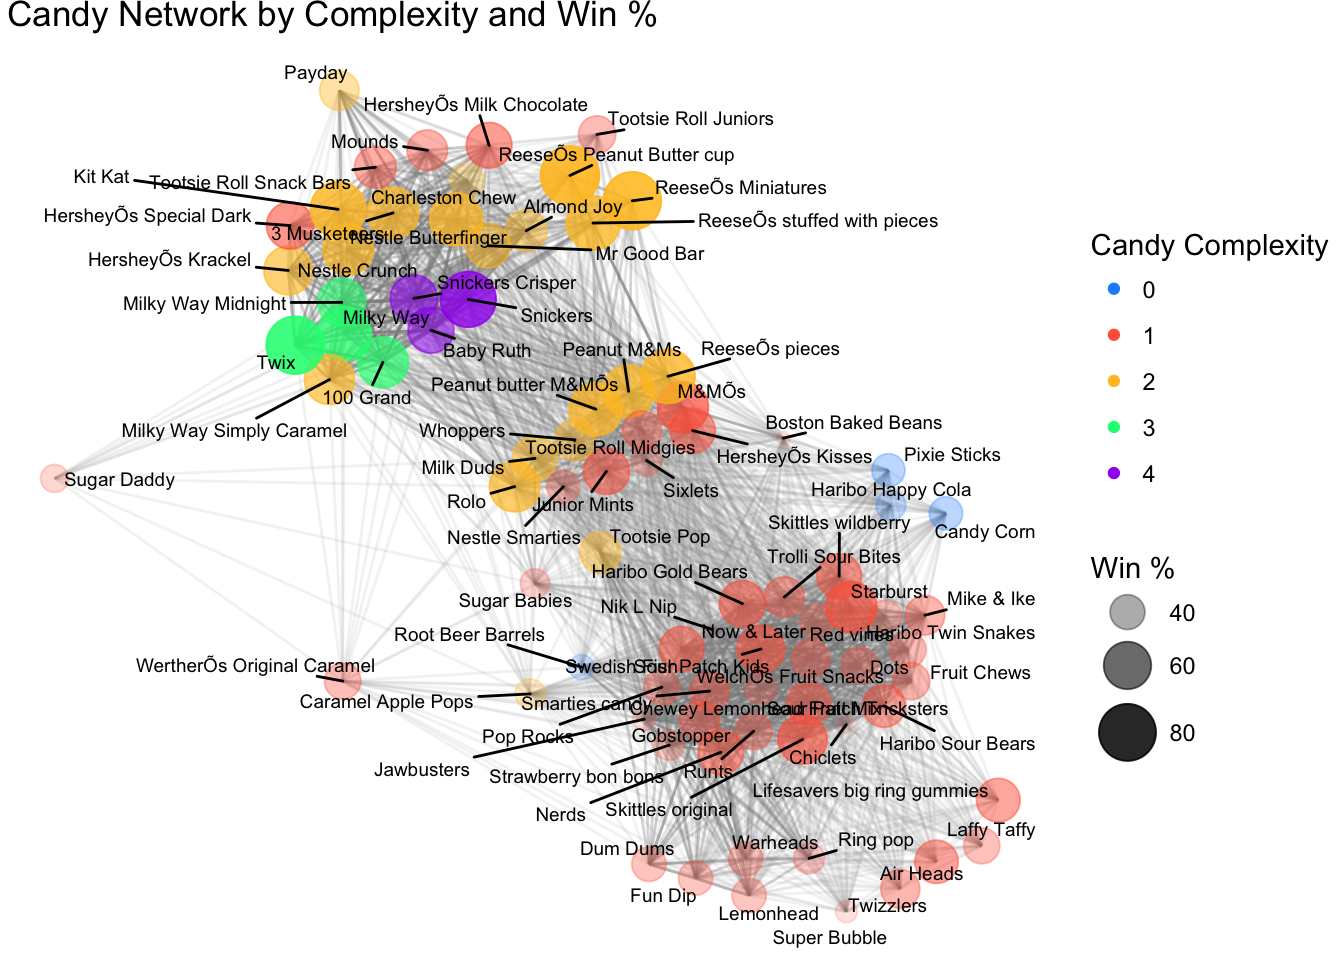 Candy Network by Complexity and Win %
Payday
HersheyÕs Milk Chocolate
Tootsie Roll Juniors
Mounds
ReeseÕs Peanut Butter cup
Kit Kat
Tootsie Roll Snack Bars
ReeseÕs Miniatures
Charleston Chew
Almond Joy
HersheyÕs Special Dark
ReeseÕs stuffed with pieces
3 Musketeers
Nestle Butterfinger
Mr Good Bar
HersheyÕs Krackel
Nestle Crunch
Snickers Crisper
Milky Way Midnight
Milky Way
Snickers
Baby Ruth
Peanut M&Ms
ReeseÕs pieces
Twix
Peanut butter M&MÕs
M&MÕs
100 Grand
Milky Way Simply Caramel
Whoppers
Boston Baked Beans
Tootsie Roll Midgies
HersheyÕs Kisses
Pixie Sticks
Milk Duds
Sugar Daddy
Sixlets
Haribo Happy Cola
Rolo
Junior Mints
Skittles wildberry
Candy Corn
Nestle Smarties
Tootsie Pop
Trolli Sour Bites
Haribo Gold Bears
Starburst
Sugar Babies
Nik L Nip
Mike & Ike
Root Beer Barrels
Now & Later
Red vines
Haribo Twin Snakes
WertherÕs Original Caramel
Swedish Fish
Sour Patch Kids
Dots
Fruit Chews
WelchÕs Fruit Snacks
Caramel Apple Pops
Smarties candy
Chewey Lemonhead Fruit Mix
Sour Patch Tricksters
Pop Rocks
Gobstopper
Haribo Sour Bears
Chiclets
Jawbusters
Strawberry bon bons
Runts
Lifesavers big ring gummies
Nerds
Skittles original
Laffy Taffy
Dum Dums
Warheads
Ring pop
Air Heads
Fun Dip
Lemonhead
Twizzlers
Super Bubble
Candy Complexity
0
1
2
3
4
Win %
40
60
80